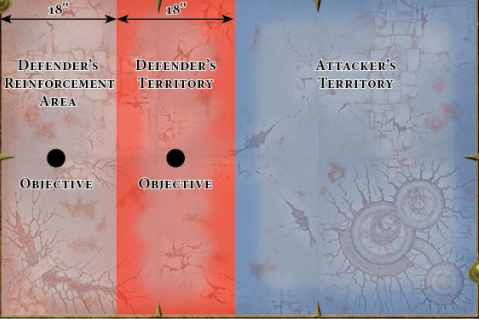 18" 18"
Defender's
Reinforcement
Area
Defender's
Territory
Attacker's
Territory
Objective
Objective